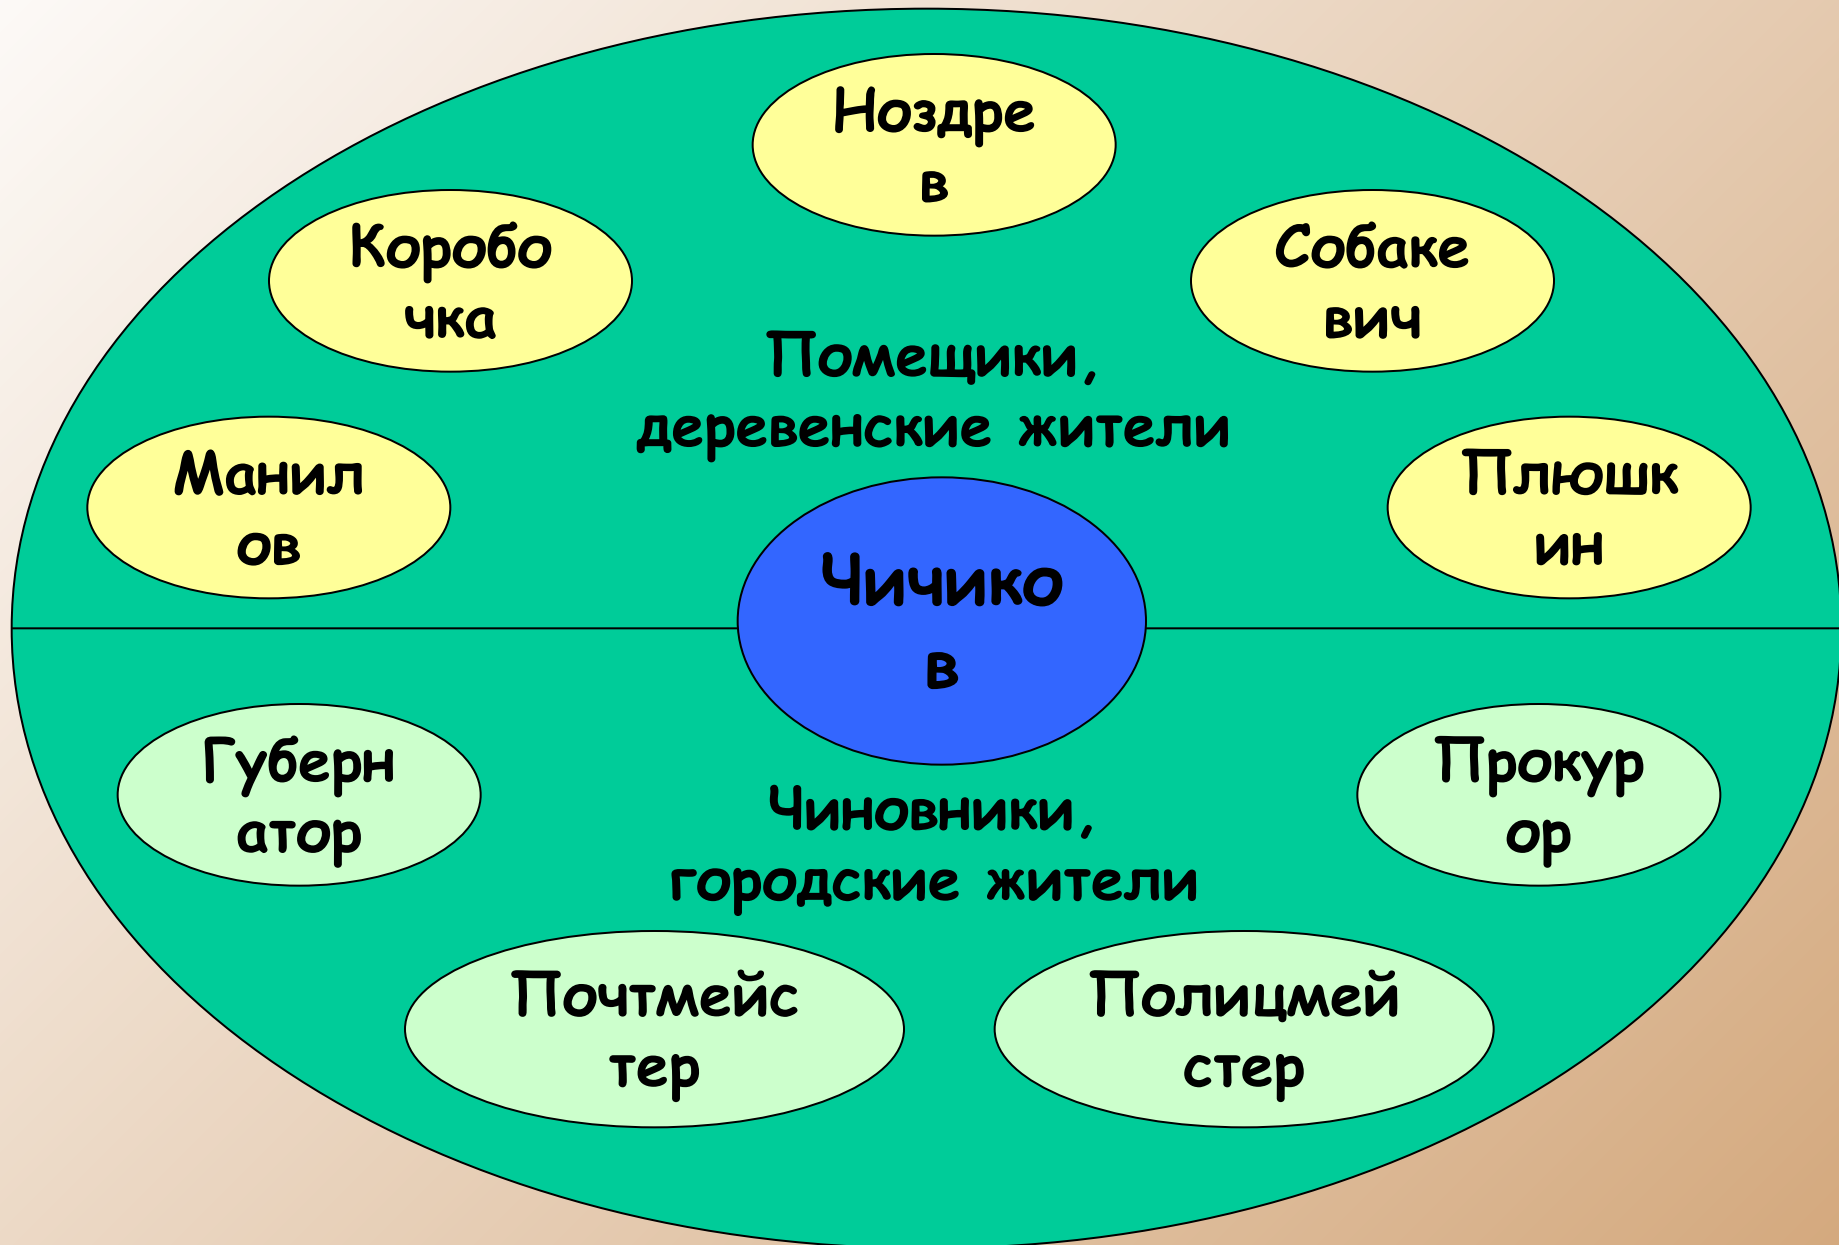 Ноздре
в
Коробо
чка
Собаке
вич
Помещики,
деревенские жители
Манил
ов
Плюшк
ин
Чичико
в
Губерн
атор
Прокур
ор
Чиновники,
городские жители
Почтмейс
тер
Полицмей
стер